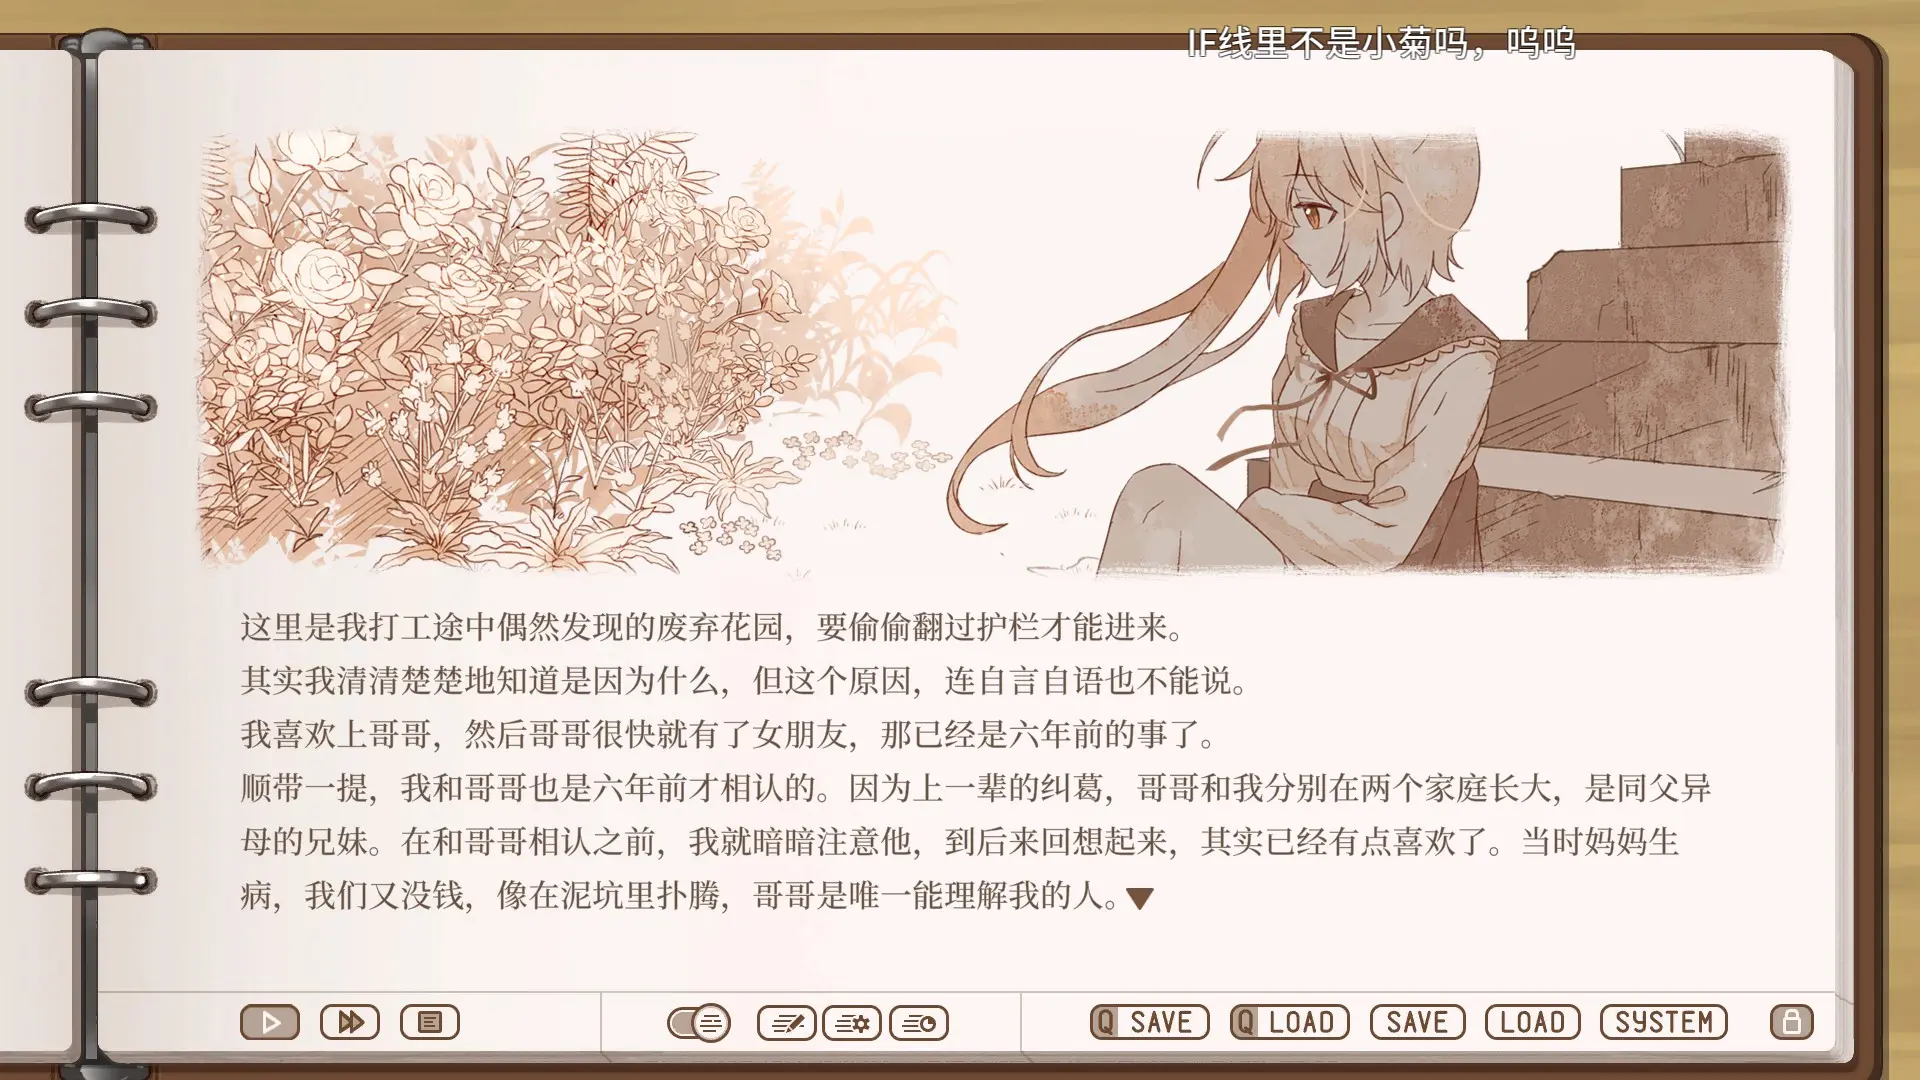 IF线里不是小菊吗，呜呜
这里是我打工途中偶然发现的废弃花园，要偷偷翻过护栏才能进来。
其实我清清楚楚地知道是因为什么，但这个原因，连自言自语也不能说。
我喜欢上哥哥，然后哥哥很快就有了女朋友，那已经是六年前的事了。
顺带一提，我和哥哥也是六年前才相认的。因为上一辈的纠葛，哥哥和我分别在两个家庭长大，是同父异
母的兄妹。在和哥哥相认之前，我就暗暗注意他，到后来回想起来，其实已经有点喜欢了。当时妈妈生
病，我们又没钱，像在泥坑里扑腾，哥哥是唯一能理解我的人。
Q SAVE Q LOAD SAVE LOAD SYSTEM